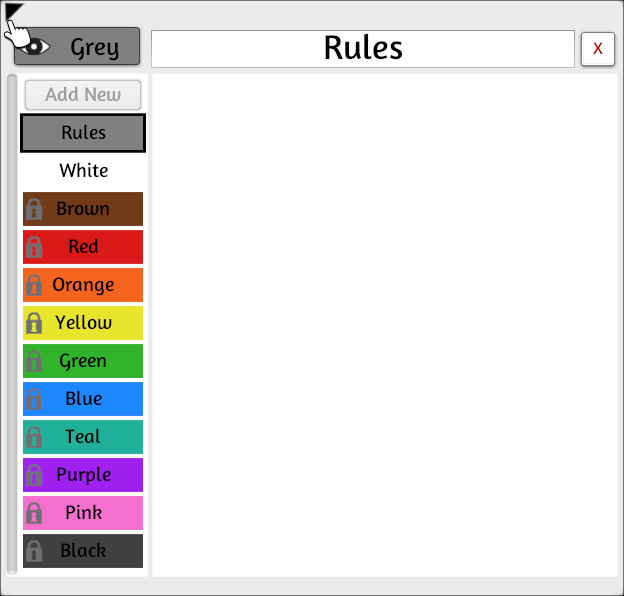 Grey
Rules
X
Add New
Rules
White
Brown
Red
Orange
Yellow
Green
Blue
Teal
Purple
Pink
Black